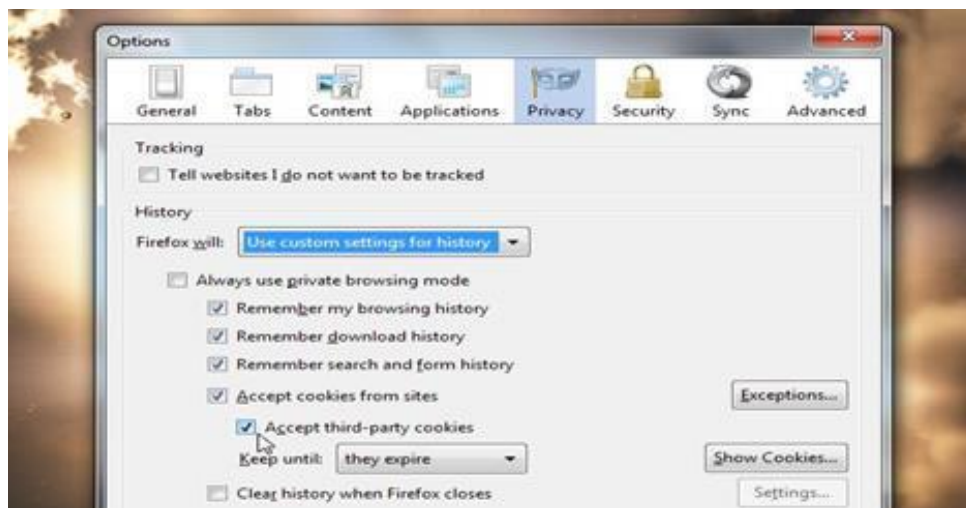 Options
General Tabs Content Applications Privacy Security Sync Advanced
Tracking
Tell websites I do not want to be tracked
History
Firefox will: Use custom settings for history
Always use private browsing mode
Remember my browsing history
Remember download history
Remember search and form history
Accept cookies from sites Exceptions...
Accept third-party cookies
Keep until: they expire Show Cookies...
Clear history when Firefox closes Settings...